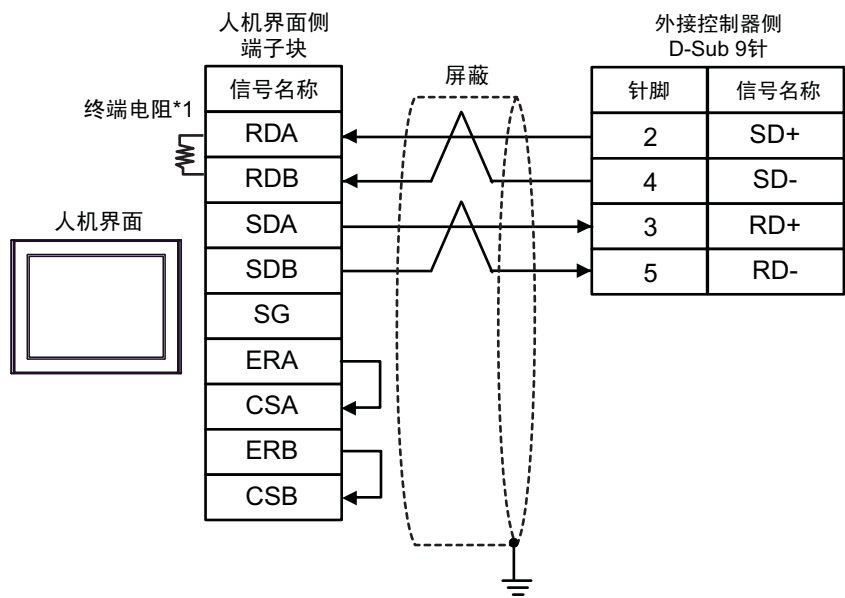 人机界面侧
端子块
外接控制器侧
D-Sub 9针
屏蔽
终端电阻*1
信号名称
针脚 信号名称
RDA
2 SD+
RDB
4 SD-
人机界面
SDA
3 RD+
SDB
5 RD-
SG
ERA
CSA
ERB
CSB